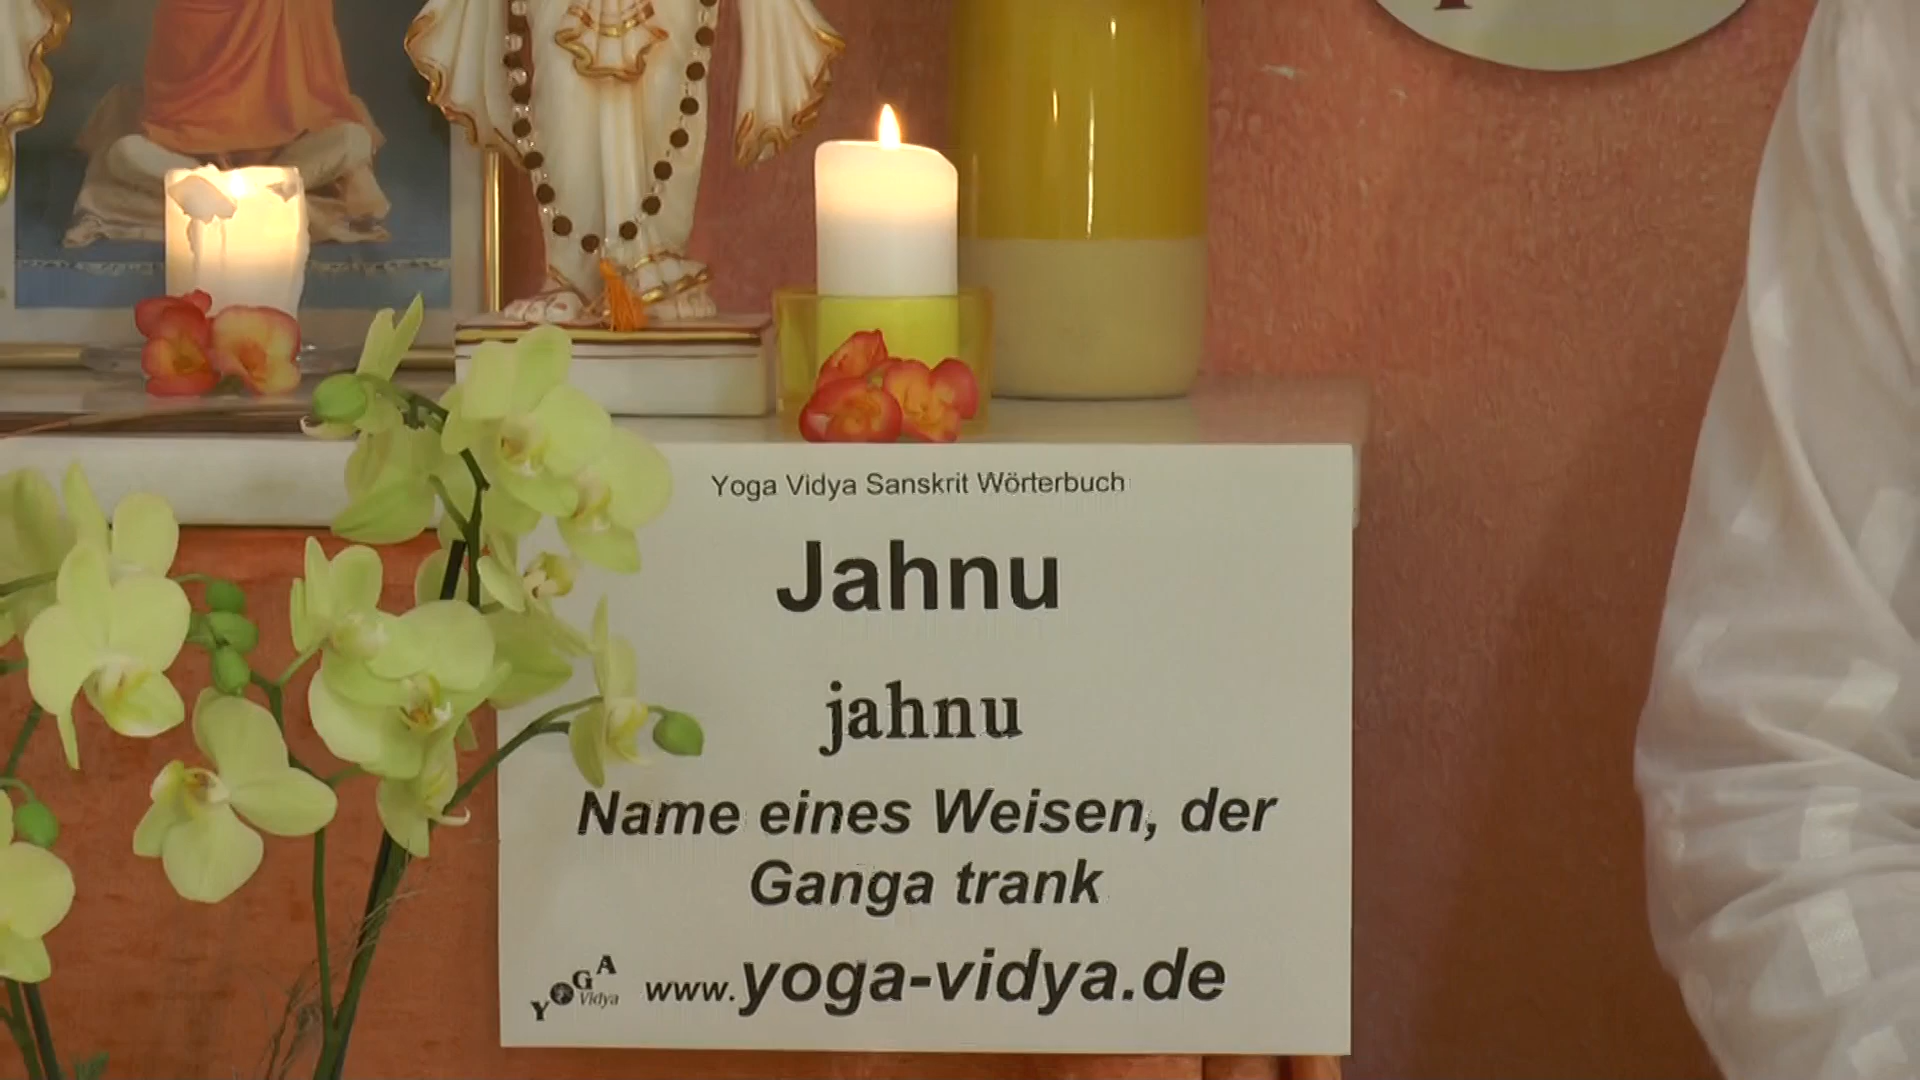 Yoga Vidya Sanskrit Wörterbuch
Jahnu
jahnu
Name eines Weisen, der
Ganga trank
YOGA Vidya www.yoga-vidya.de